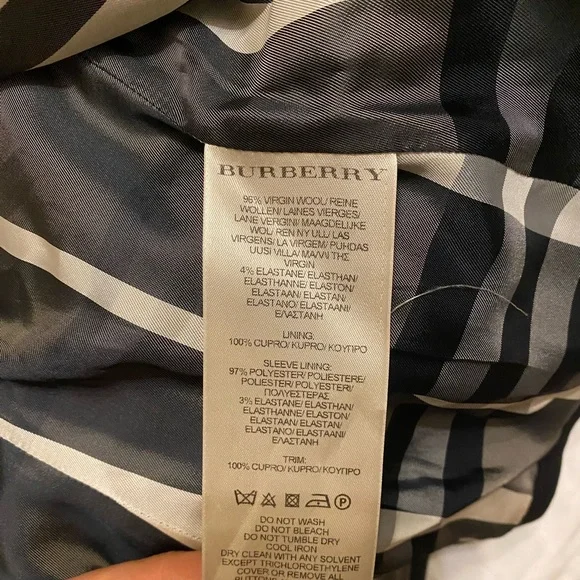 BURBERRY
96% VIRGIN WOOL/ REINE
WOLLEN/ LAINES VIERGES/
LANE VERGINI/ MAAGDELIJKE
WOL/ REN NY ULL/ LAS
VIRGENS/ LA VIRGEM/ PUHDAS
UUSI VILLA/ ΜΑΛΛΙ ΤΗΣ
VIRGIN
4% ELASTANE/ ELASTHAN/
ELASTHANNE/ ELASTON/
ELASTAAN/ ELASTAN/
ELASTANO/ ELASTAANI/
ΕΛΑΣΤΑΝΗ
LINING:
100% CUPRO/ KUPRO/ ΚΟΥΠΡΟ
SLEEVE LINING:
97% POLYESTER/ POLIESTERE/
POLYESTER/ POLIÉSTER/
ΠΟΛΥΕΣΤΕΡΑΣ
3% ELASTANE/ ELASTHAN/
ELASTHANNE/ ELASTON/
ELASTAAN/ ELASTAN/
ELASTANO/ ELASTAANI/
ΕΛΑΣΤΑΝΗ
TRIM:
100% CUPRO/ KUPRO/ ΚΟΥΠΡΟ
P
DO NOT WASH
DO NOT BLEACH
DO NOT TUMBLE DRY
COOL IRON
DRY CLEAN WITH ANY SOLVENT
EXCEPT TRICHLOROETHYLENE
COVER OR REMOVE ALL